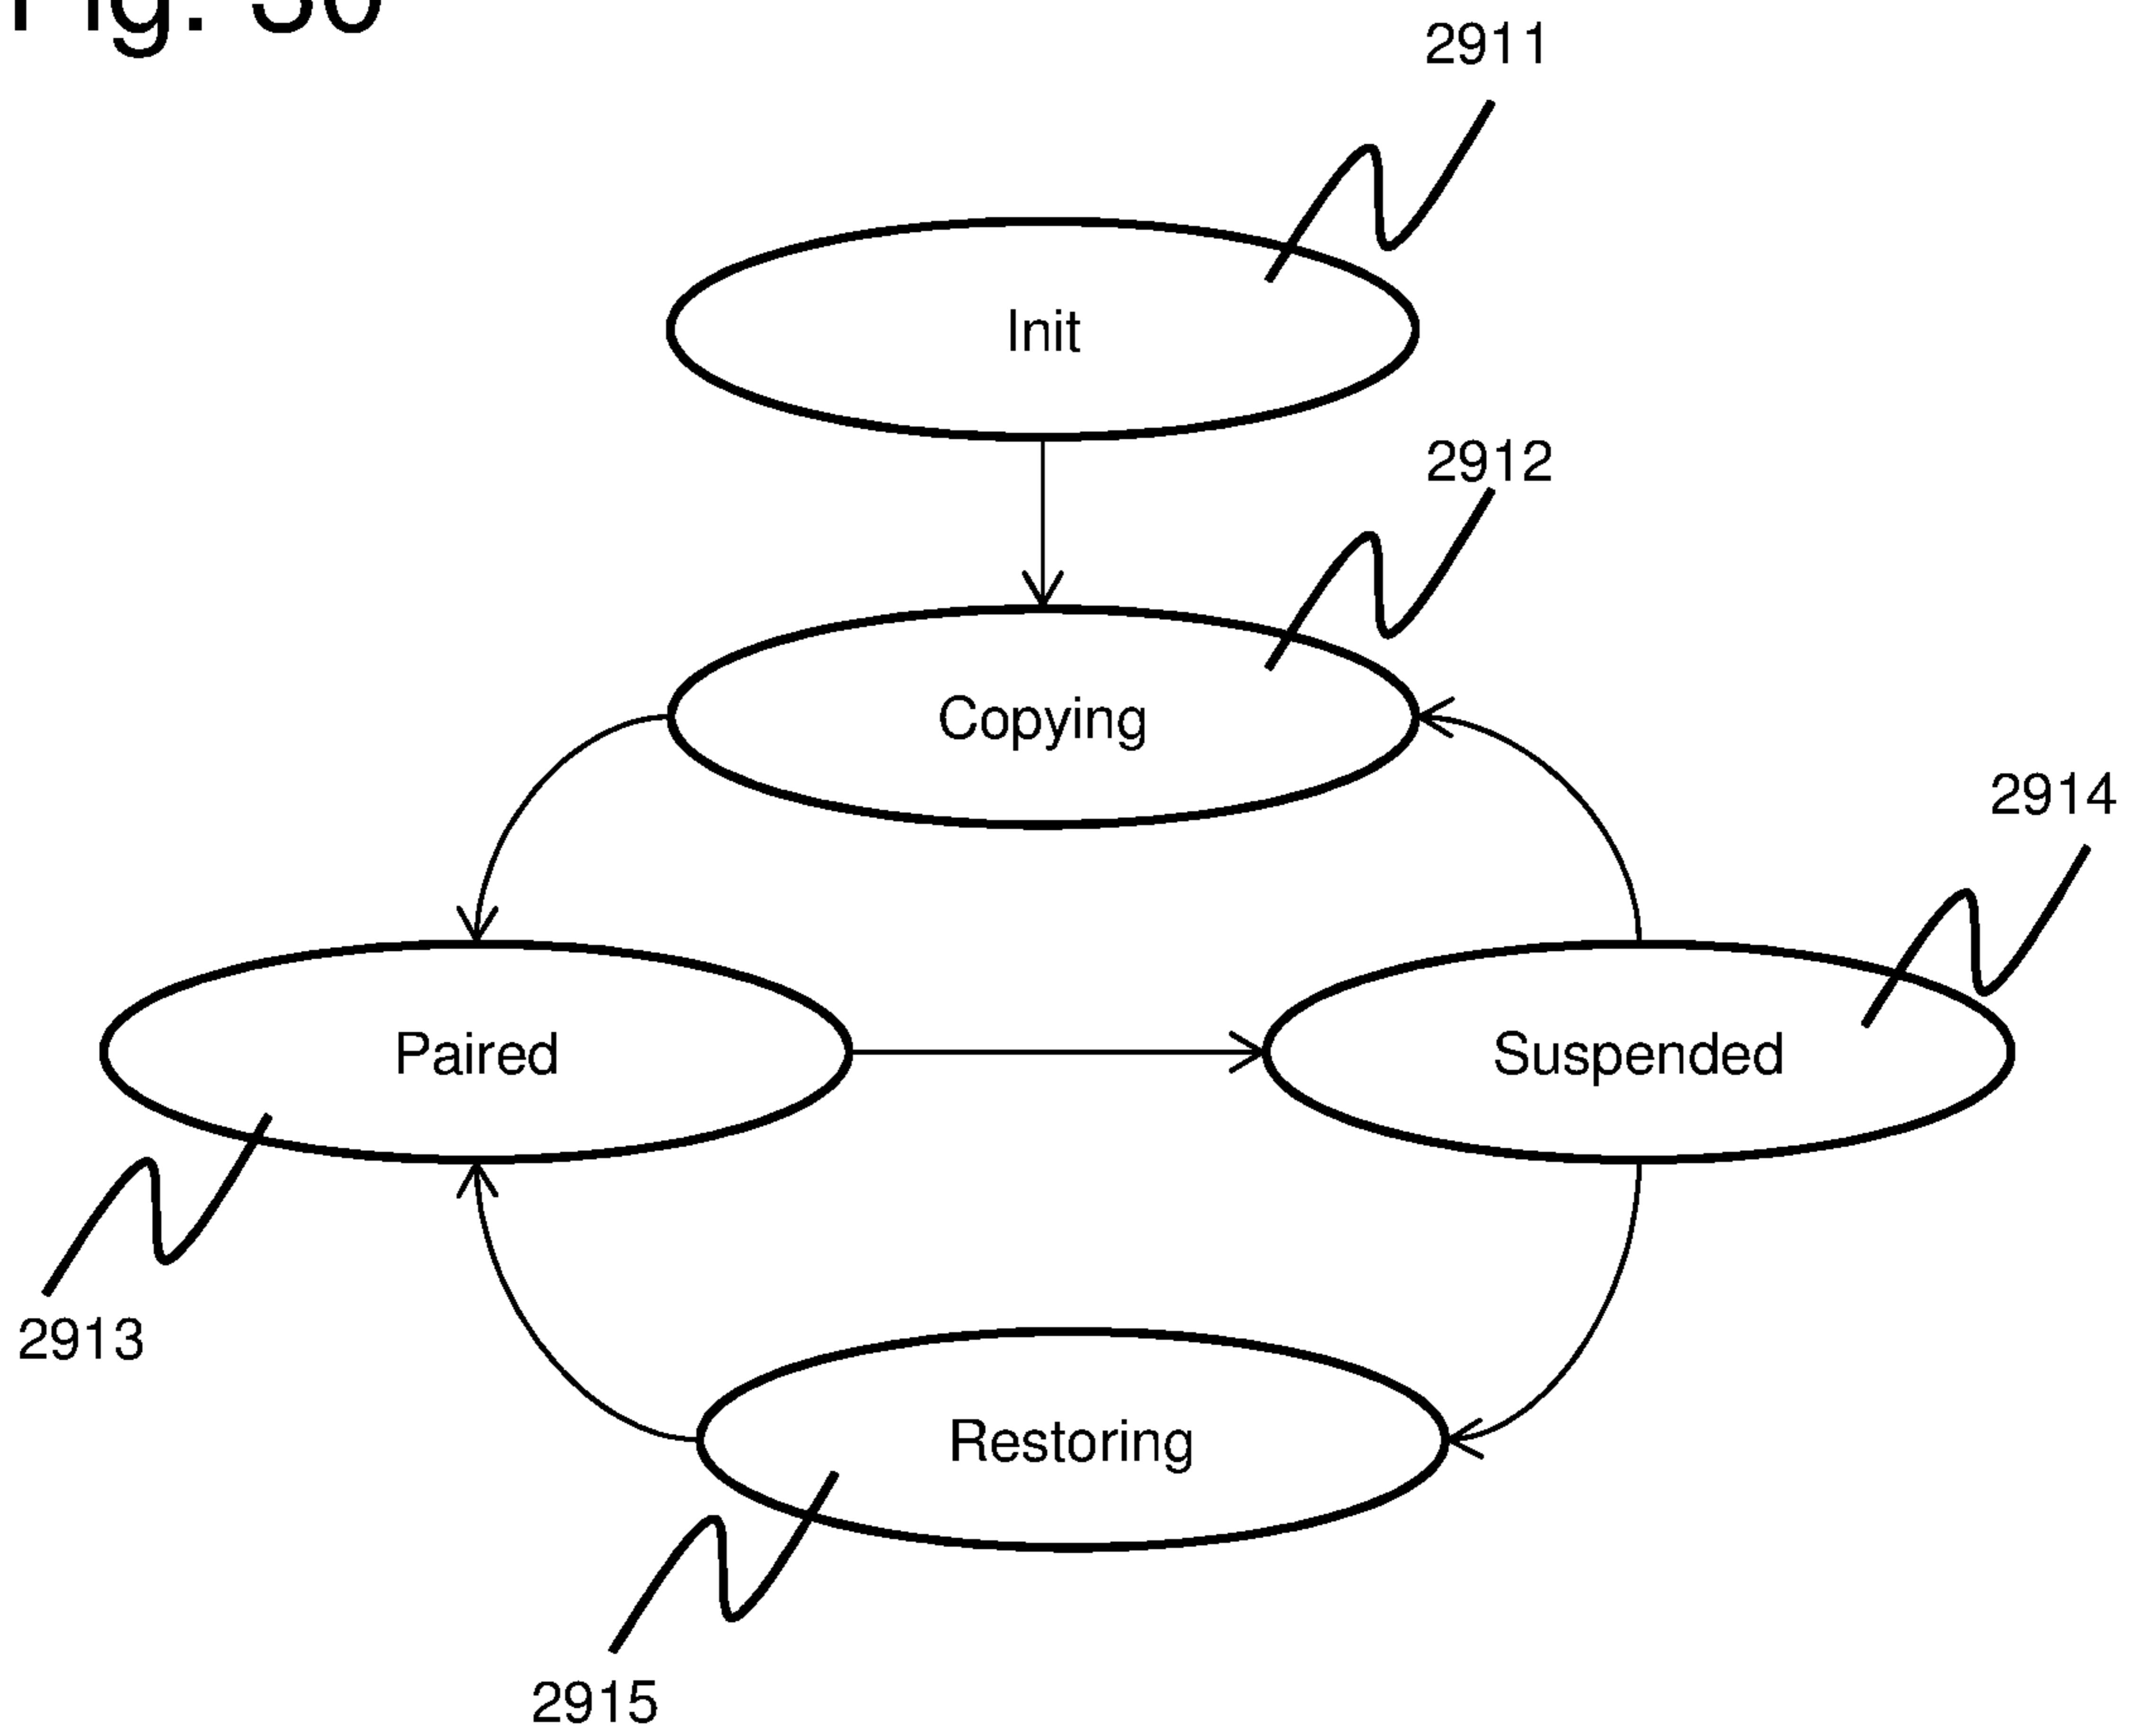 Fig. 30
2911
Init
2912
Copying
2914
Paired
Suspended
2913
Restoring
2915